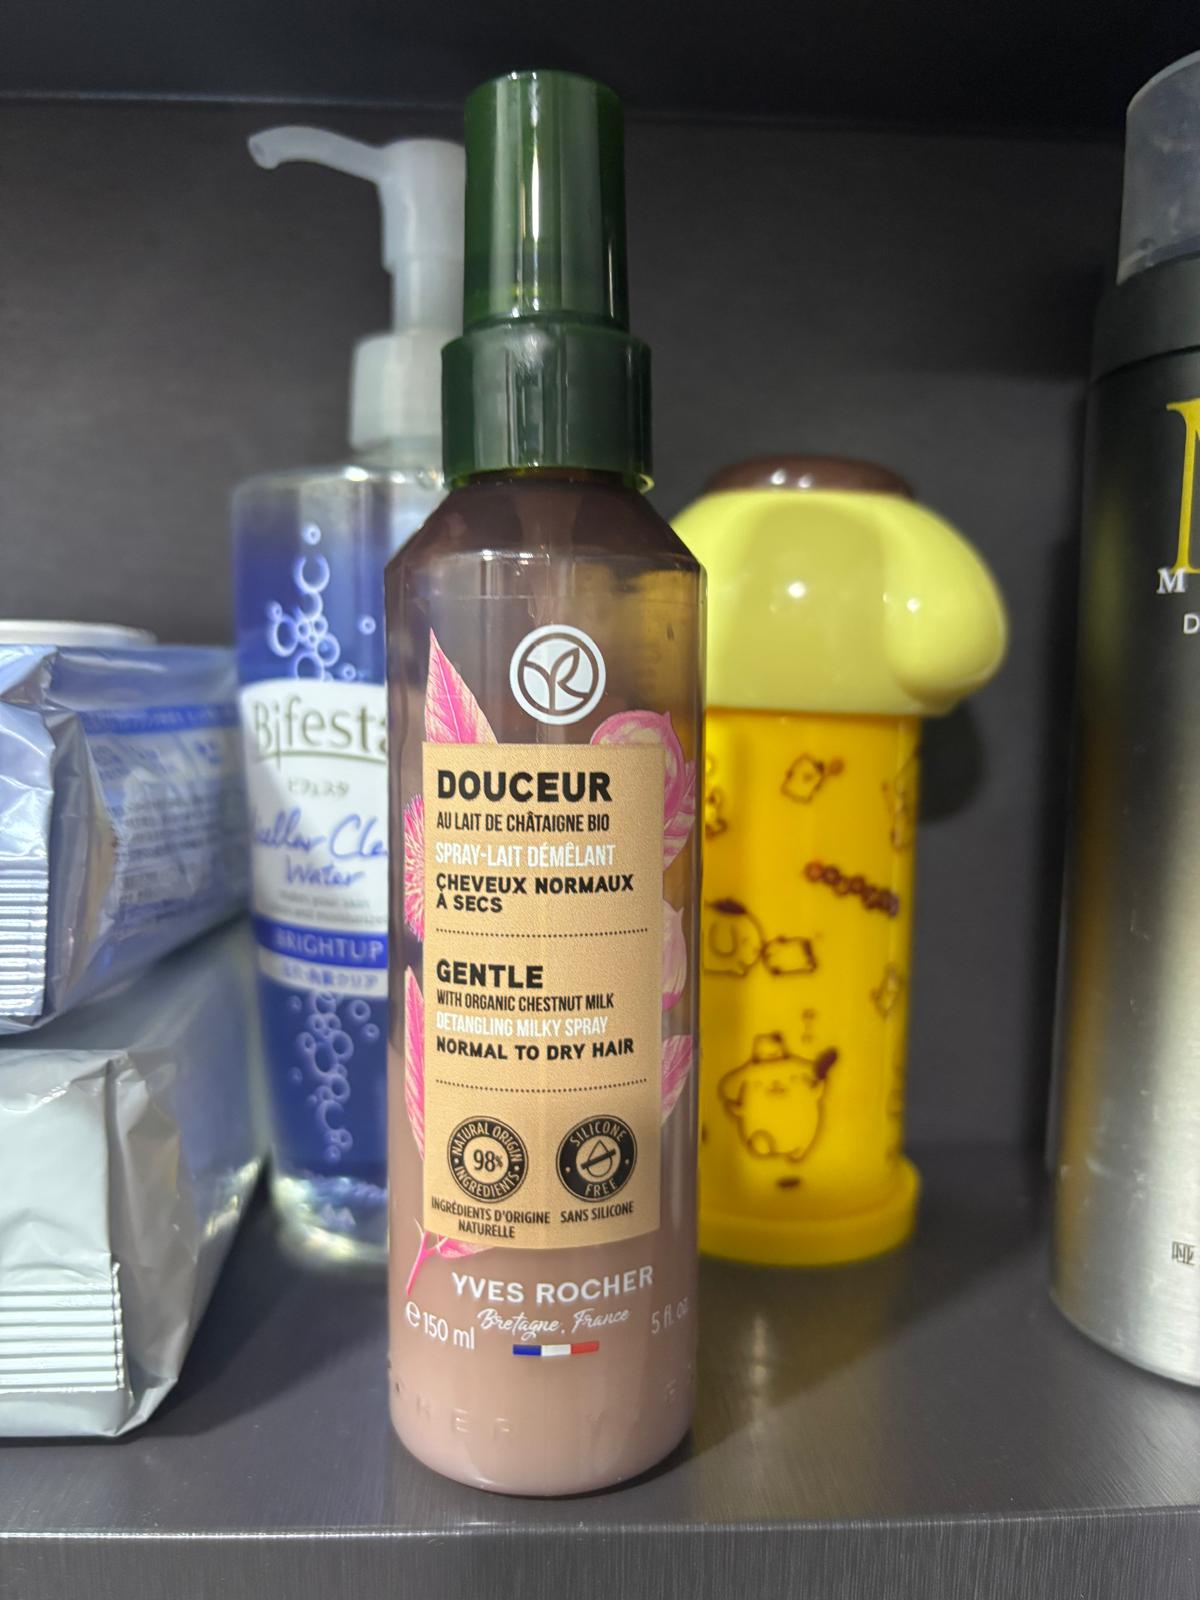 DOUCEUR
AU LAIT DE CHÂTAIGNE BIO
SPRAY-LAIT DÉMÊLANT
CHEVEUX NORMAUX
À SECS
GENTLE
WITH ORGANIC CHESTNUT MILK
DETANGLING MILKY SPRAY
NORMAL TO DRY HAIR
NATURAL ORIGIN
98%
INGREDIENTS
SILICONE
FREE
INGRÉDIENTS D'ORIGINE
NATURELLE
SANS SILICONE
YVES ROCHER
Bretagne, France
℮150 ml
5 fl. oz
Bifesta
ビフェスタ
Water
BRIGHTUP
M
D